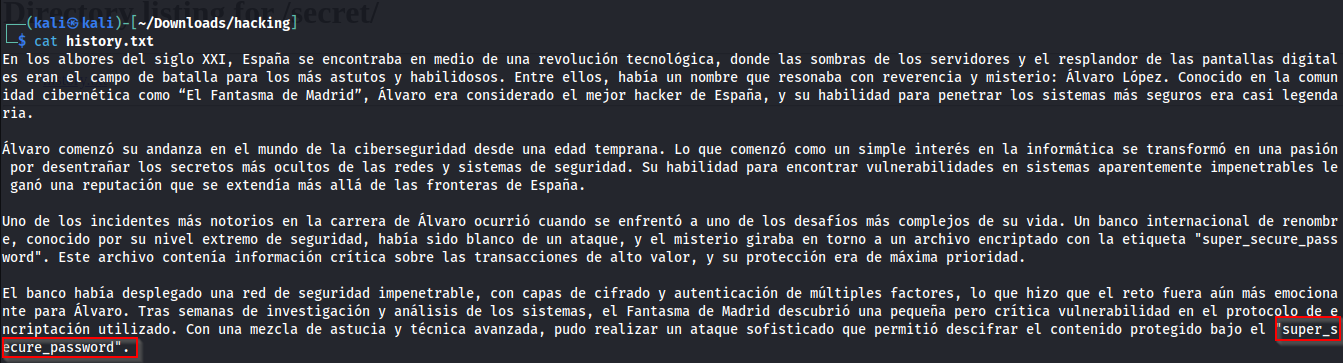 Directory listing for /secret/
┌──(kali㉿kali)-[~/Downloads/hacking]
└─$ cat history.txt
En los albores del siglo XXI, España se encontraba en medio de una revolución tecnológica, donde las sombras de los servidores y el resplandor de las pantallas digital
es eran el campo de batalla para los más astutos y habilidosos. Entre ellos, había un nombre que resonaba con reverencia y misterio: Álvaro López. Conocido en la comun
idad cibernética como “El Fantasma de Madrid”, Álvaro era considerado el mejor hacker de España, y su habilidad para penetrar los sistemas más seguros era casi legenda
ria.
Álvaro comenzó su andanza en el mundo de la ciberseguridad desde una edad temprana. Lo que comenzó como un simple interés en la informática se transformó en una pasión
por desentrañar los secretos más ocultos de las redes y sistemas de seguridad. Su habilidad para encontrar vulnerabilidades en sistemas aparentemente impenetrables le
ganó una reputación que se extendía más allá de las fronteras de España.
Uno de los incidentes más notorios en la carrera de Álvaro ocurrió cuando se enfrentó a uno de los desafíos más complejos de su vida. Un banco internacional de renombr
e, conocido por su nivel extremo de seguridad, había sido blanco de un ataque, y el misterio giraba en torno a un archivo encriptado con la etiqueta "super_secure_pass
word". Este archivo contenía información crítica sobre las transacciones de alto valor, y su protección era de máxima prioridad.
El banco había desplegado una red de seguridad impenetrable, con capas de cifrado y autenticación de múltiples factores, lo que hizo que el reto fuera aún más emociona
nte para Álvaro. Tras semanas de investigación y análisis de los sistemas, el Fantasma de Madrid descubrió una pequeña pero crítica vulnerabilidad en el protocolo de e
ncriptación utilizado. Con una mezcla de astucia y técnica avanzada, pudo realizar un ataque sofisticado que permitió descifrar el contenido protegido bajo el "super_s
ecure_password".